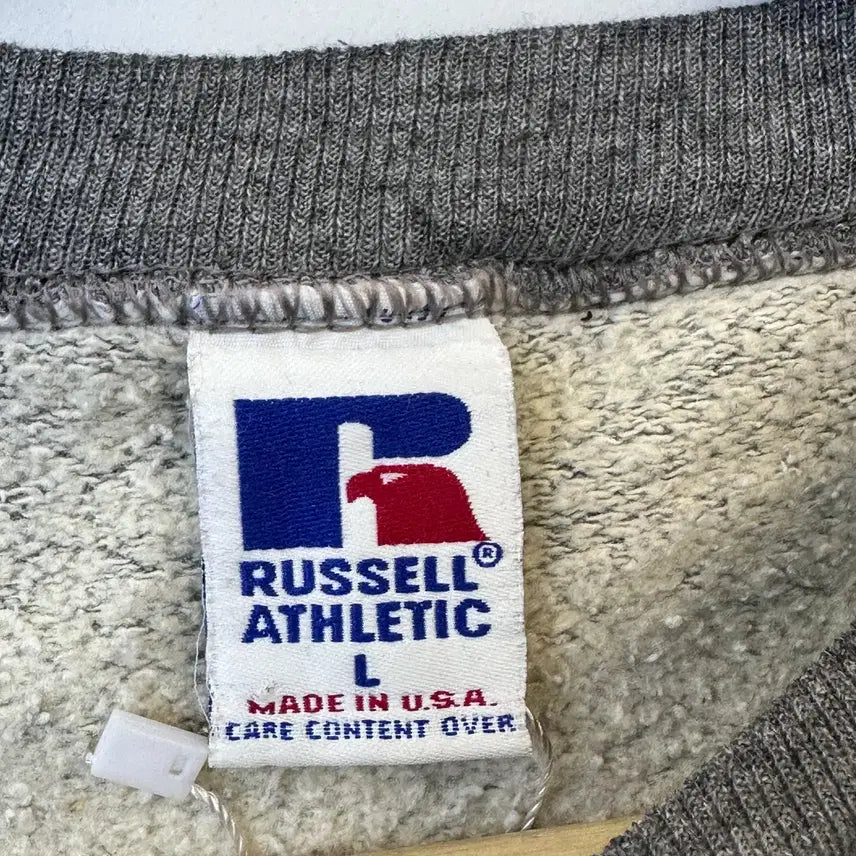 R
RUSSELL®
ATHLETIC
L
MADE IN U.S.A.
CARE CONTENT OVER